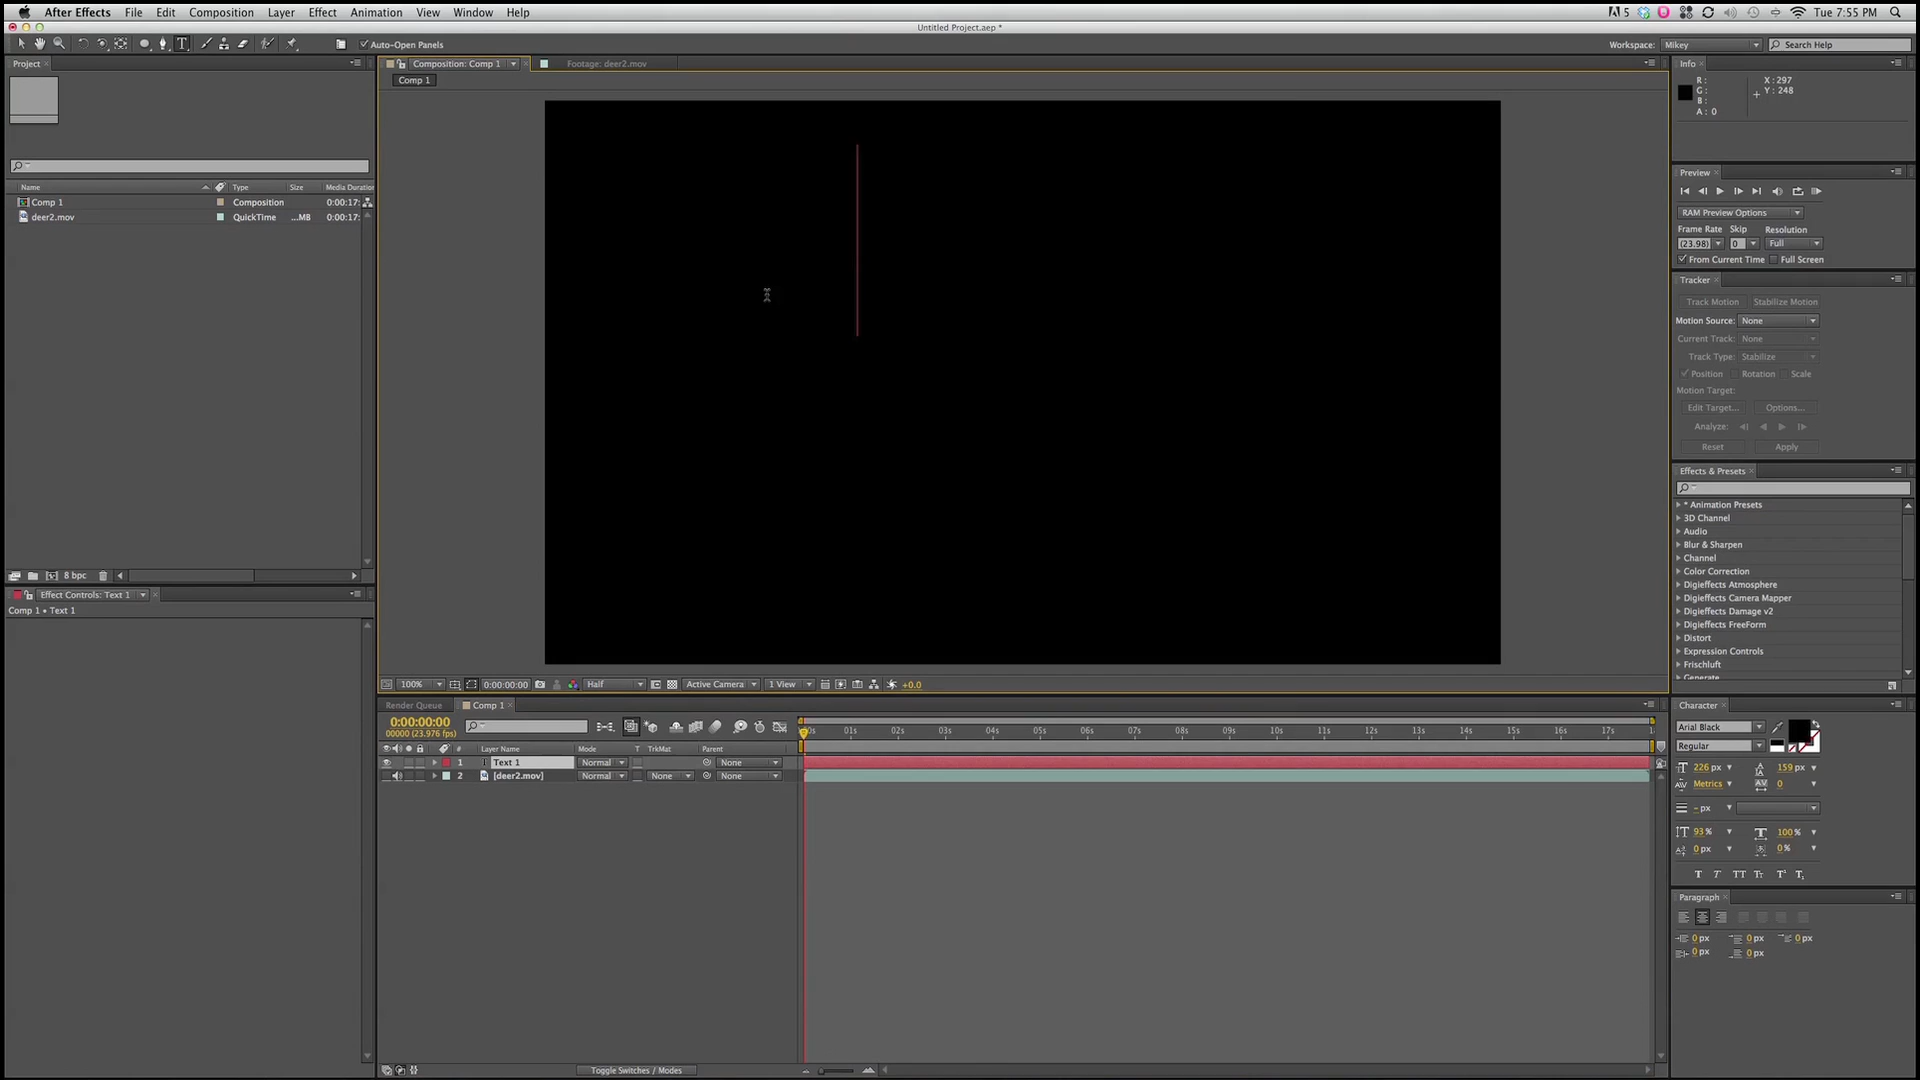 After Effects File Edit Composition Layer Effect Animation View Window Help 5 Tue 7:55 PM
Untitled Project.aep *
Auto-Open Panels Workspace: Mikey Search Help
Project Composition: Comp 1 Footage: deer2.mov Info
Comp 1
R :
G :
B :
A : 0
X : 297
Y : 248
Name Type Size Media Duration
Comp 1 Composition 0:00:17:
deer2.mov QuickTime ...MB 0:00:17:
Preview
RAM Preview Options
Frame Rate Skip Resolution
(23.98) 0 Full
From Current Time Full Screen
Tracker
Track Motion Stabilize Motion
Motion Source: None
Current Track: None
Track Type: Stabilize
Position Rotation Scale
Motion Target:
Edit Target... Options...
Analyze:
Reset Apply
Effects & Presets
* Animation Presets
3D Channel
Audio
Blur & Sharpen
Channel
Color Correction
Digieffects Atmosphere
Digieffects Camera Mapper
Digieffects Damage v2
Digieffects FreeForm
Distort
Expression Controls
Frischluft
Generate
8 bpc
Effect Controls: Text 1
Comp 1 • Text 1
100% 0:00:00:00 Half Active Camera 1 View +0.0
Render Queue Comp 1
0:00:00:00
00000 (23.976 fps)
0s 01s 02s 03s 04s 05s 06s 07s 08s 09s 10s 11s 12s 13s 14s 15s 16s 17s
# Layer Name Mode T TrkMat Parent
1 T Text 1 Normal None
2 [deer2.mov] Normal None None
Toggle Switches / Modes
Character
Arial Black
Regular
226 px 159 px
Metrics 0
- px
93 % 100 %
0 px 0 %
T T TT Tt T¹ T₁
Paragraph
0 px 0 px 0 px
0 px 0 px